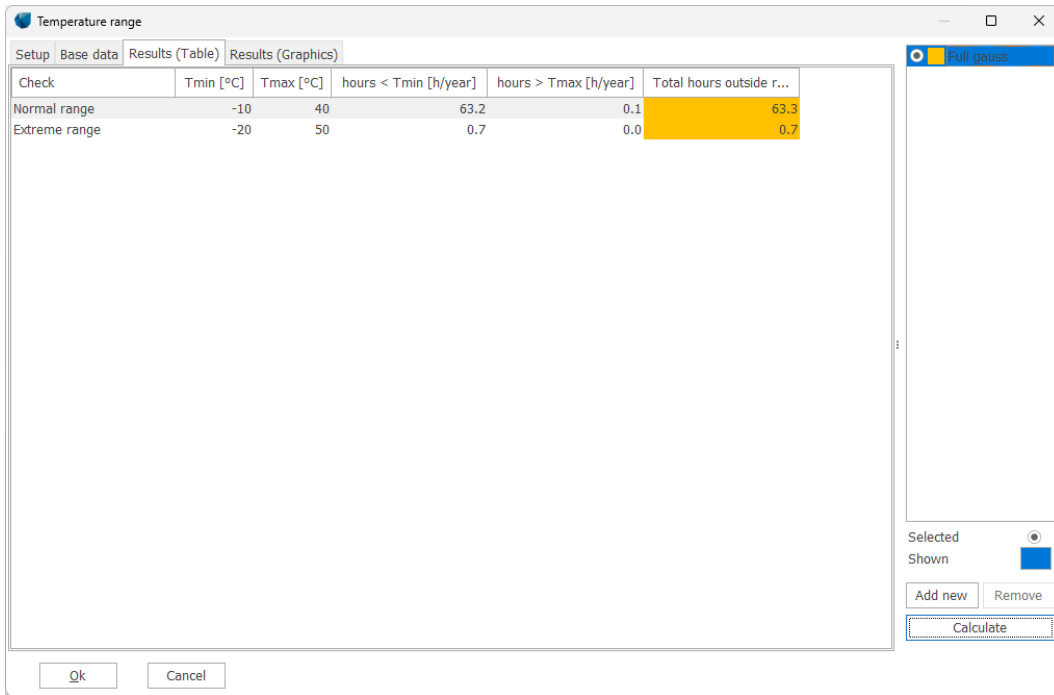 Temperature range
Setup Base data Results (Table) Results (Graphics)
Check Tmin [°C] Tmax [°C] hours < Tmin [h/year] hours > Tmax [h/year] Total hours outside r...
Normal range -10 40 63.2 0.1 63.3
Extreme range -20 50 0.7 0.0 0.7
Full gauss
Selected
Shown
Add new Remove
Calculate
Ok Cancel